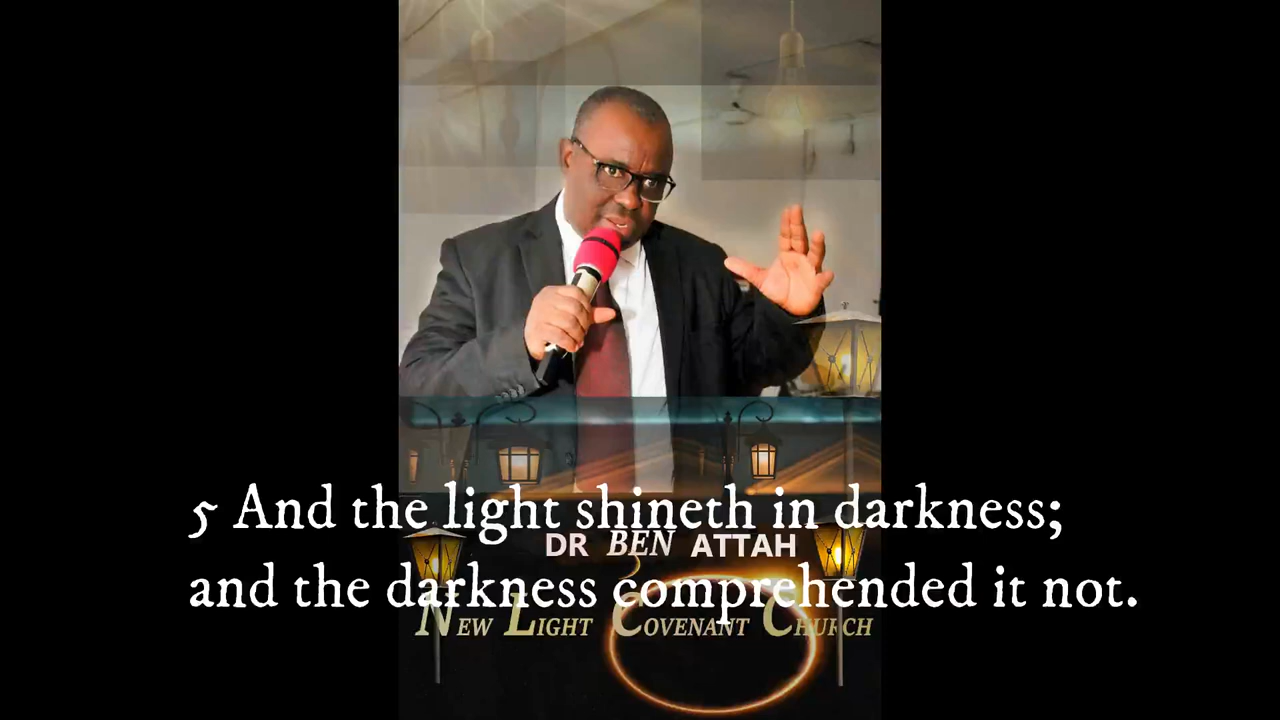 5 And the light shineth in darkness;
DR BEN ATTAH
and the darkness comprehended it not.
NEW LIGHT COVENANT CHURCH